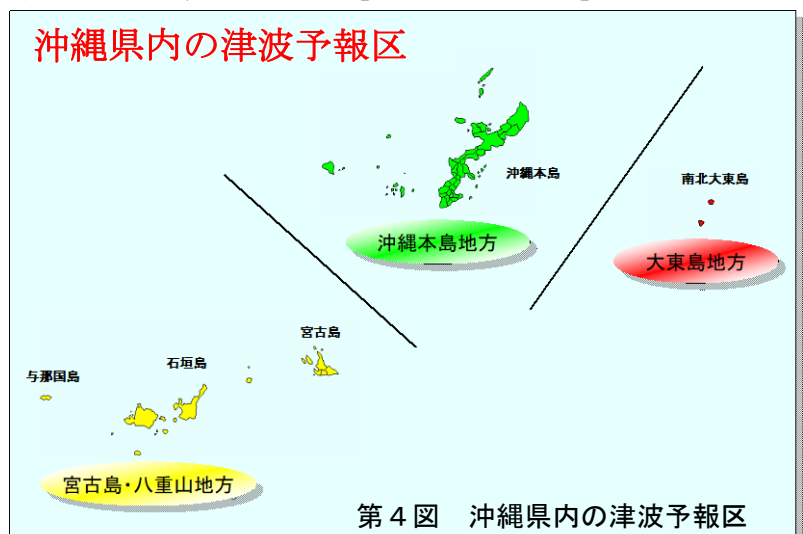 沖縄県内の津波予報区
沖縄本島
南北大東島
沖縄本島地方
大東島地方
宮古島
石垣島
与那国島
宮古島・八重山地方
第４図　沖縄県内の津波予報区